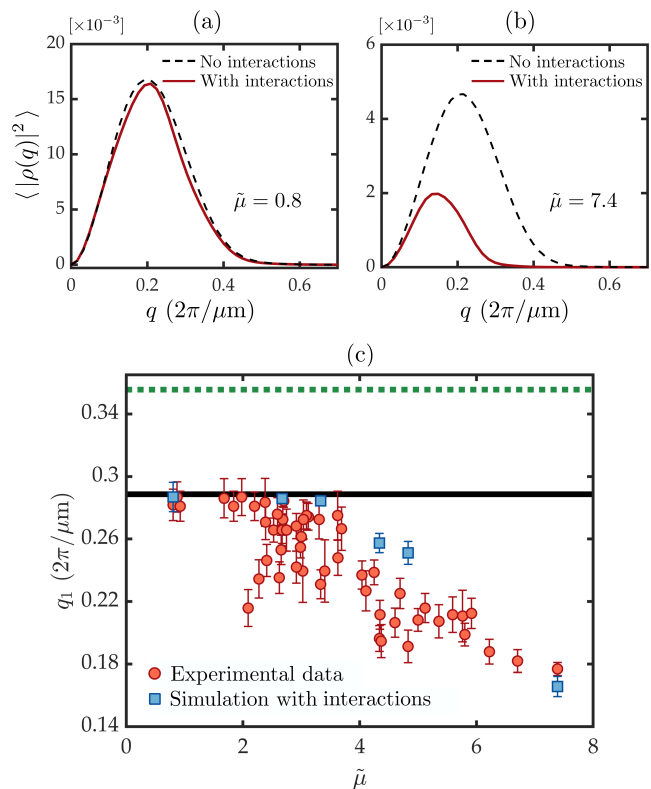 (a)
[×10⁻³]
20
15
10
5
0
⟨ |ρ(q)|² ⟩
No interactions
With interactions
μ̃ = 0.8
0 0.2 0.4 0.6
q (2π/μm)
(b)
[×10⁻³]
6
4
2
0
No interactions
With interactions
μ̃ = 7.4
0 0.2 0.4 0.6
q (2π/μm)
(c)
0.34
0.3
0.26
0.22
0.18
0.14
q₁ (2π/μm)
Experimental data
Simulation with interactions
0 2 4 6 8
μ̃